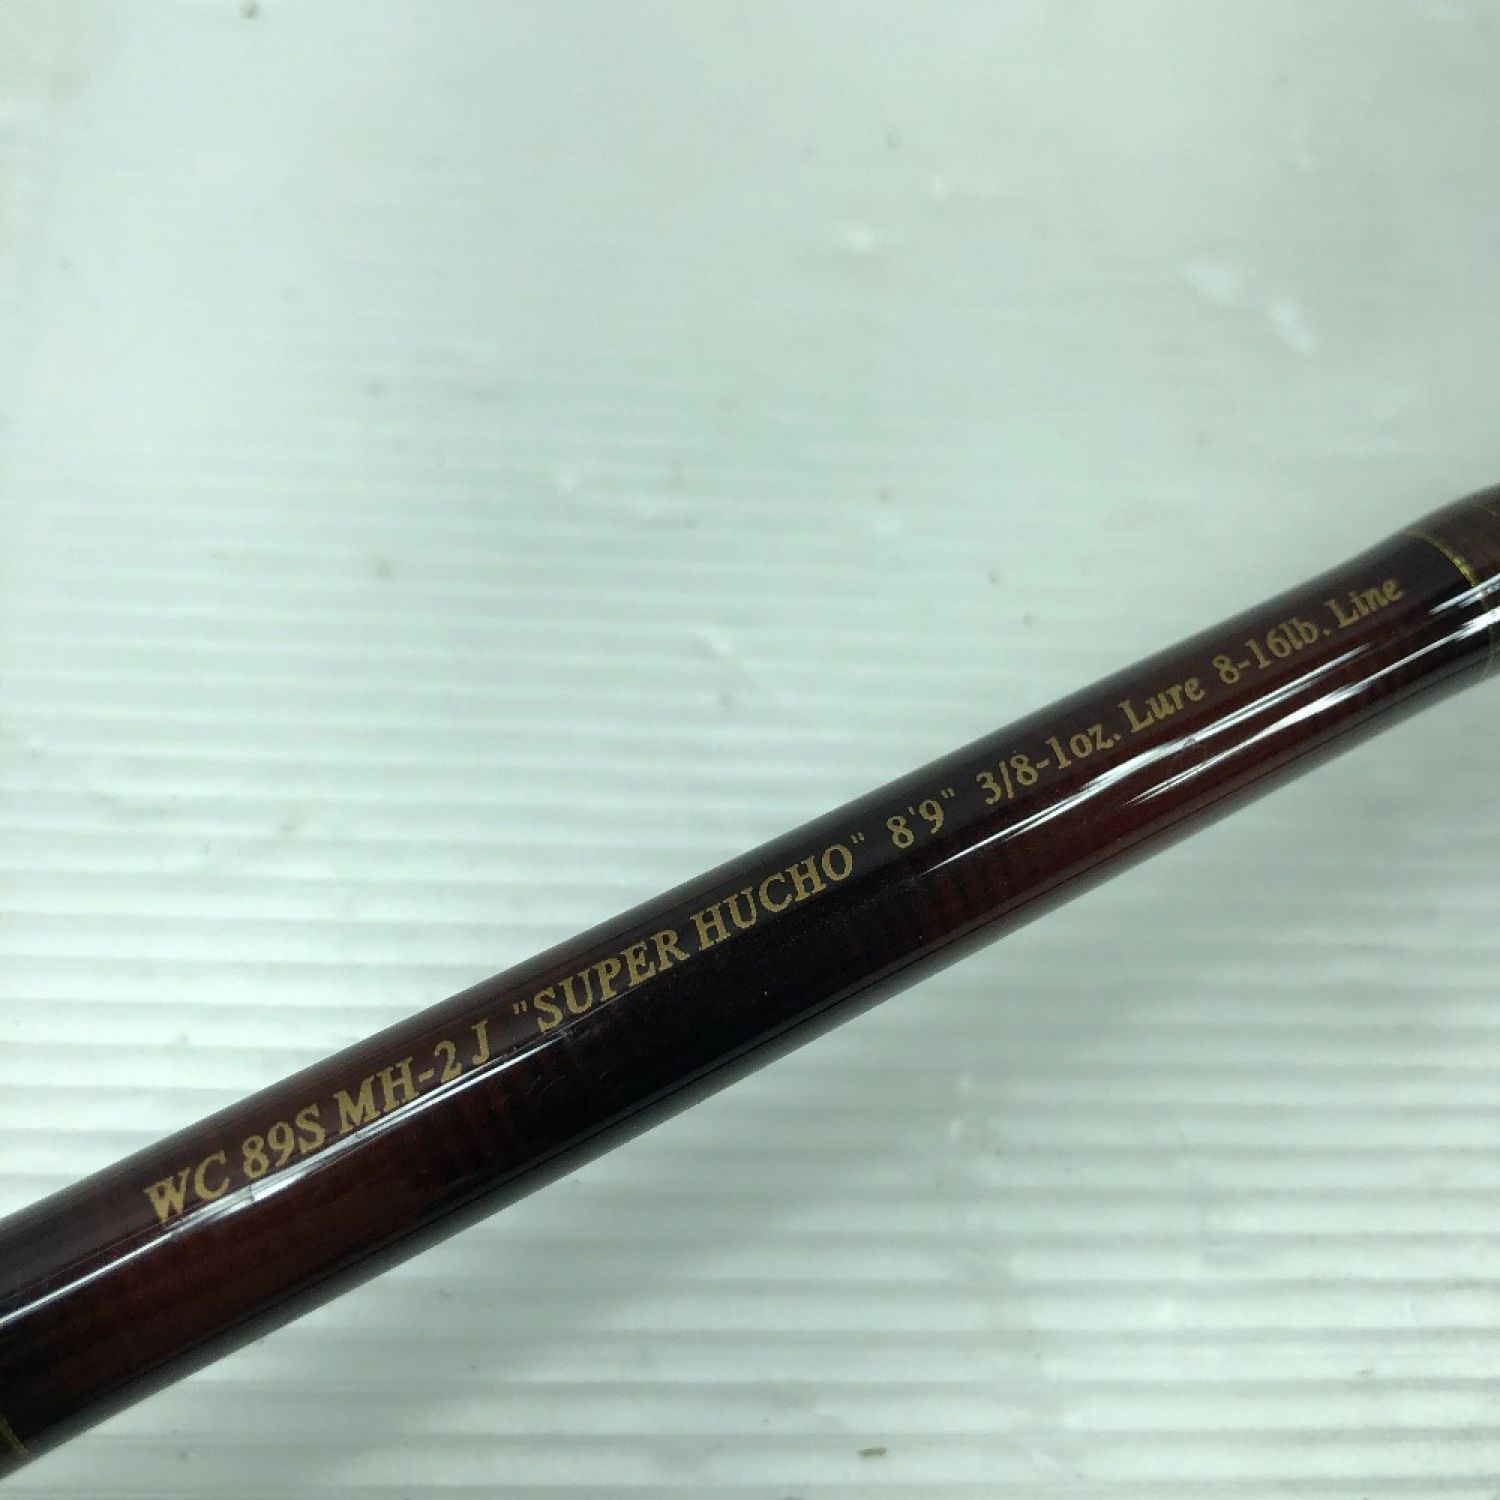 WC 89S MH-2 J "SUPER HUCHO" 8'9" 3/8-1oz. Lure 8-16lb. Line